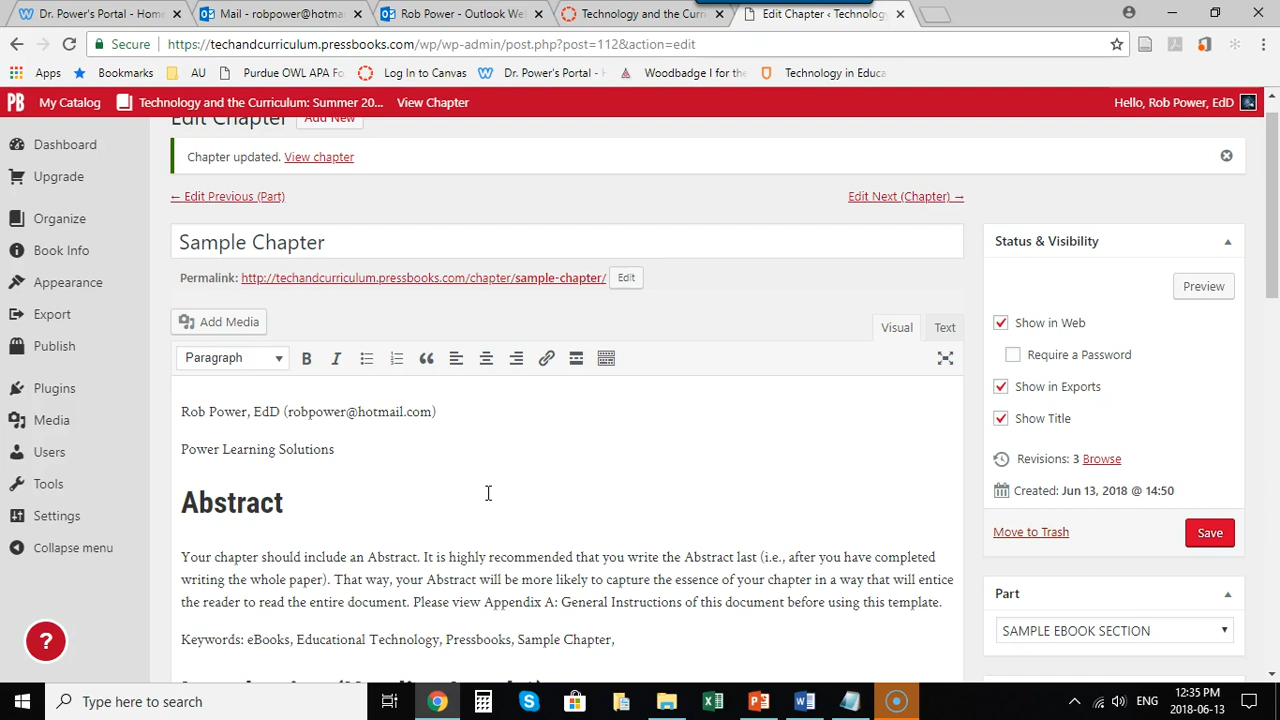 Dr. Power's Portal - Home
Mail - robpower@hotma
Rob Power - Outlook We
Technology and the Curr
Edit Chapter ‹ Technolog
Secure
https://techandcurriculum.pressbooks.com/wp/wp-admin/post.php?post=112&action=edit
Apps
Bookmarks
AU
Purdue OWL APA Fo
Log In to Canvas
Dr. Power's Portal - H
Woodbadge I for the
Technology in Educa
PB
My Catalog
Technology and the Curriculum: Summer 20...
View Chapter
Hello, Rob Power, EdD
Edit Chapter
Add New
Dashboard
Upgrade
Organize
Book Info
Appearance
Export
Publish
Plugins
Media
Users
Tools
Settings
Collapse menu
?
Chapter updated. View chapter
← Edit Previous (Part)
Edit Next (Chapter) →
Sample Chapter
Permalink: http://techandcurriculum.pressbooks.com/chapter/sample-chapter/
Edit
Add Media
Visual
Text
Paragraph
B
I
Rob Power, EdD (robpower@hotmail.com)
Power Learning Solutions
Abstract
Your chapter should include an Abstract. It is highly recommended that you write the Abstract last (i.e., after you have completed
writing the whole paper). That way, your Abstract will be more likely to capture the essence of your chapter in a way that will entice
the reader to read the entire document. Please view Appendix A: General Instructions of this document before using this template.
Keywords: eBooks, Educational Technology, Pressbooks, Sample Chapter,
Status & Visibility
Preview
Show in Web
Require a Password
Show in Exports
Show Title
Revisions: 3 Browse
Created: Jun 13, 2018 @ 14:50
Move to Trash
Save
Part
SAMPLE EBOOK SECTION
Type here to search
ENG
12:35 PM
2018-06-13